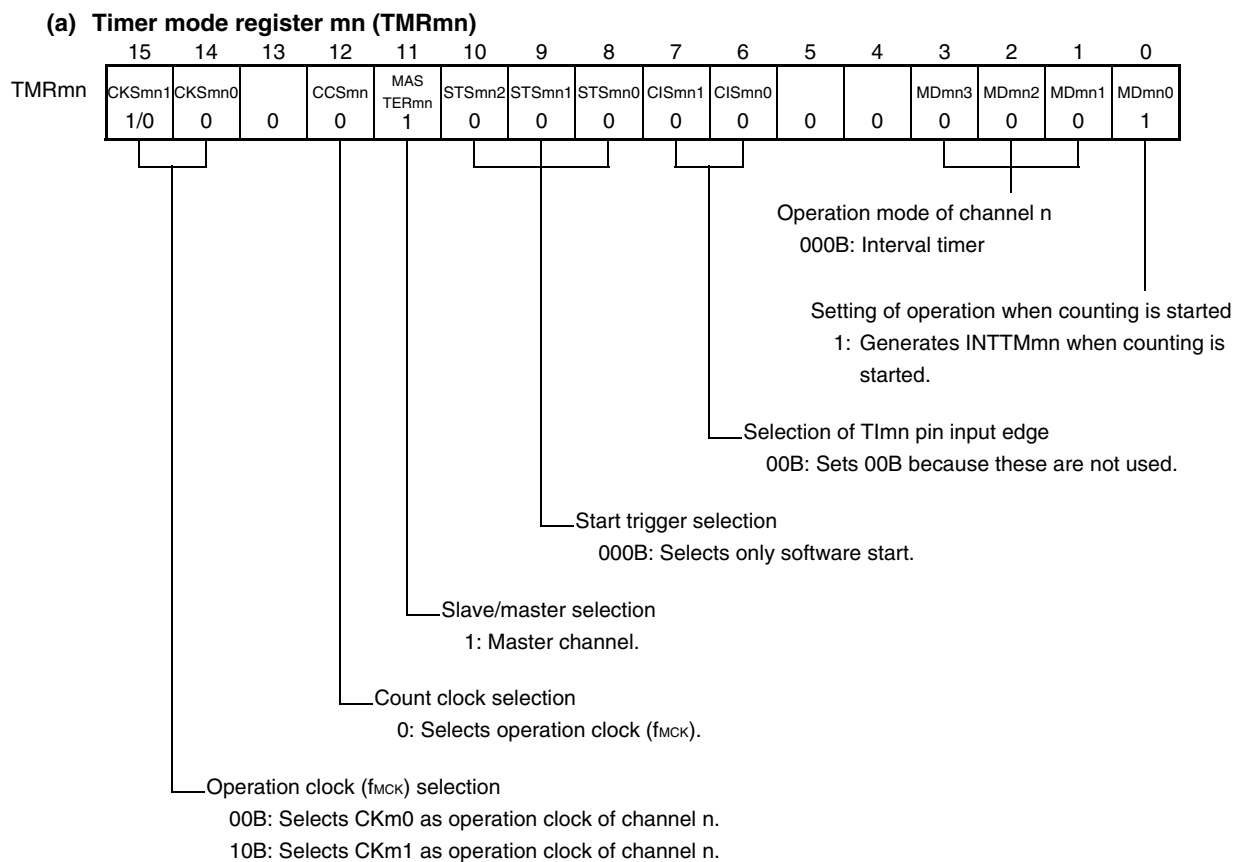 (a) Timer mode register mn (TMRmn)
15 14 13 12 11 10 9 8 7 6 5 4 3 2 1 0
TMRmn
CKSmn1 CKSmn0 CCSmn MAS TERmn STSmn2 STSmn1 STSmn0 CISmn1 CISmn0 MDmn3 MDmn2 MDmn1 MDmn0
1/0 0 0 0 1 0 0 0 0 0 0 0 0 0 0 1
Operation mode of channel n
000B: Interval timer
Setting of operation when counting is started
1: Generates INTTMmn when counting is
started.
Selection of TImn pin input edge
00B: Sets 00B because these are not used.
Start trigger selection
000B: Selects only software start.
Slave/master selection
1: Master channel.
Count clock selection
0: Selects operation clock (fMCK).
Operation clock (fMCK) selection
00B: Selects CKm0 as operation clock of channel n.
10B: Selects CKm1 as operation clock of channel n.